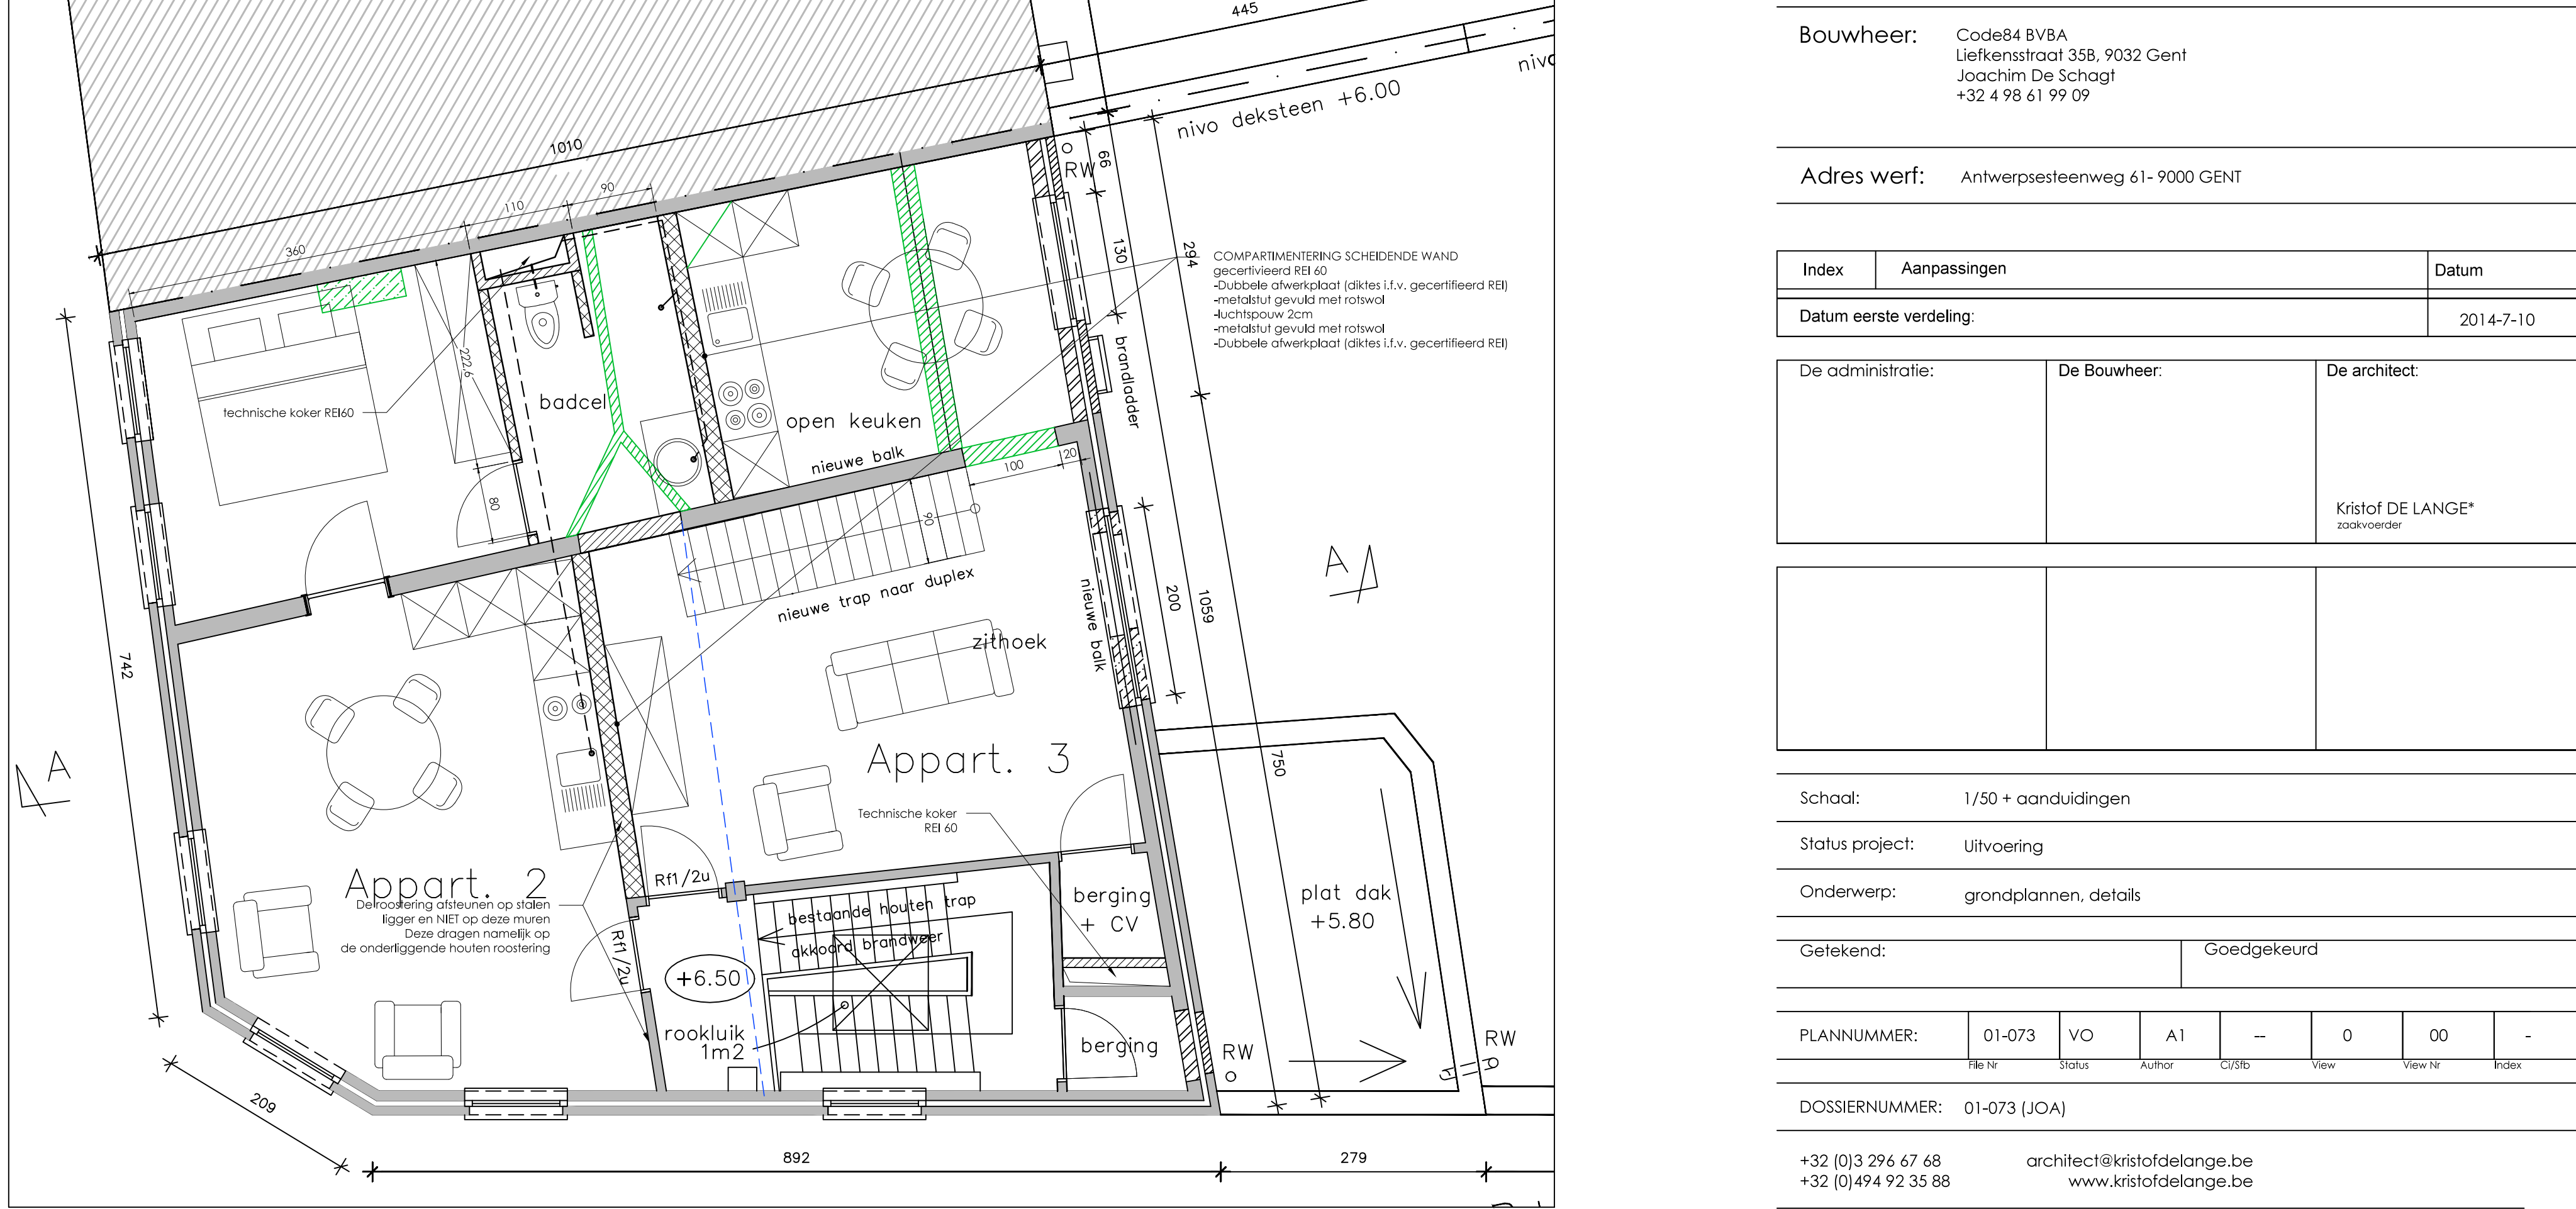 445
nivo deksteen +6.00
1010
66
RW
90
110
360
130
294
COMPARTIMENTERING SCHEIDENDE WAND
gecertivieerd REI 60
-Dubbele afwerkplaat (diktes i.f.v. gecertifieerd REI)
-metalstut gevuld met rotswol
-luchtspouw 2cm
-metalstut gevuld met rotswol
-Dubbele afwerkplaat (diktes i.f.v. gecertifieerd REI)
222,6
brandladder
technische koker REI60
badcel
open keuken
nieuwe balk
100
20
80
90
A
nieuwe trap naar duplex
nieuwe balk
200
1059
zithoek
742
A
Appart. 3
750
Technische koker
REI 60
Appart. 2
De roostering afsteunen op stalen
ligger en NIET op deze muren
Deze dragen namelijk op
de onderliggende houten roostering
Rf1/2u
Rf1/2u
bestaande houten trap
akkoord brandweer
berging
+ CV
plat dak
+5.80
+6.50
rookluik
1m2
berging
RW
RW
209
892
279
Bouwheer:
Code84 BVBA
Liefkensstraat 35B, 9032 Gent
Joachim De Schagt
+32 4 98 61 99 09
Adres werf: Antwerpsesteenweg 61- 9000 GENT
Index Aanpassingen Datum
Datum eerste verdeling: 2014-7-10
De administratie: De Bouwheer: De architect:
Kristof DE LANGE*
zaakvoerder
Schaal: 1/50 + aanduidingen
Status project: Uitvoering
Onderwerp: grondplannen, details
Getekend: Goedgekeurd
PLANNUMMER: 01-073 VO A1 -- 0 00 -
File Nr Status Author Ci/Sfb View View Nr Index
DOSSIERNUMMER: 01-073 (JOA)
+32 (0)3 296 67 68 architect@kristofdelange.be
+32 (0)494 92 35 88 www.kristofdelange.be